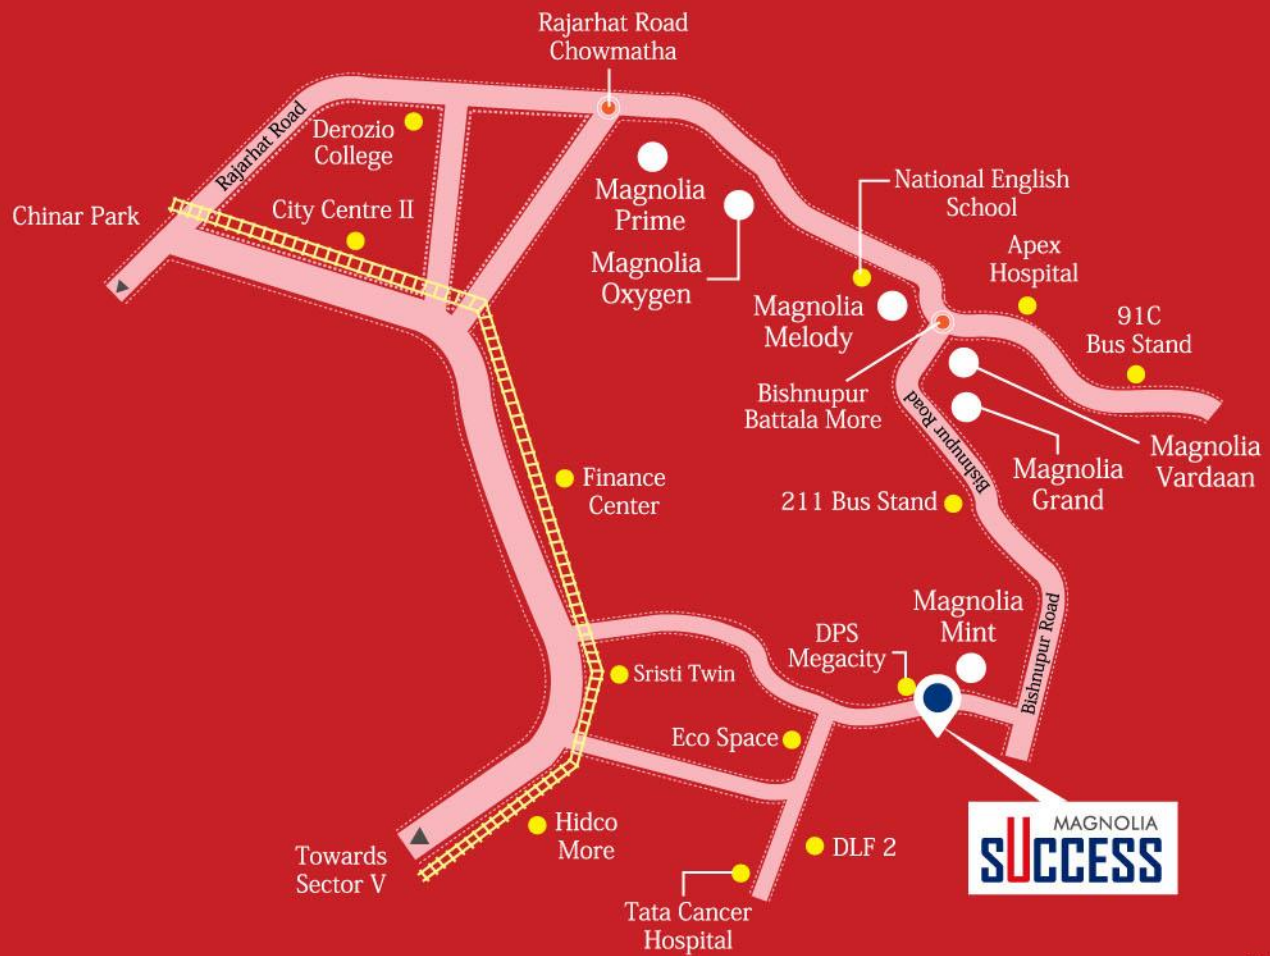 Rajarhat Road
Chowmatha
Rajarhat Road
Derozio
College
Chinar Park
City Centre II
Magnolia
Prime
Magnolia
Oxygen
National English
School
Apex
Hospital
Magnolia
Melody
91C
Bus Stand
Bishnupur
Battala More
Bishnupur Road
Magnolia
Vardaan
Magnolia
Grand
Finance
Center
211 Bus Stand
Magnolia
Mint
DPS
Megacity
Bishnupur Road
Sristi Twin
Eco Space
Hidco
More
DLF 2
Towards
Sector V
Tata Cancer
Hospital
MAGNOLIA
SUCCESS